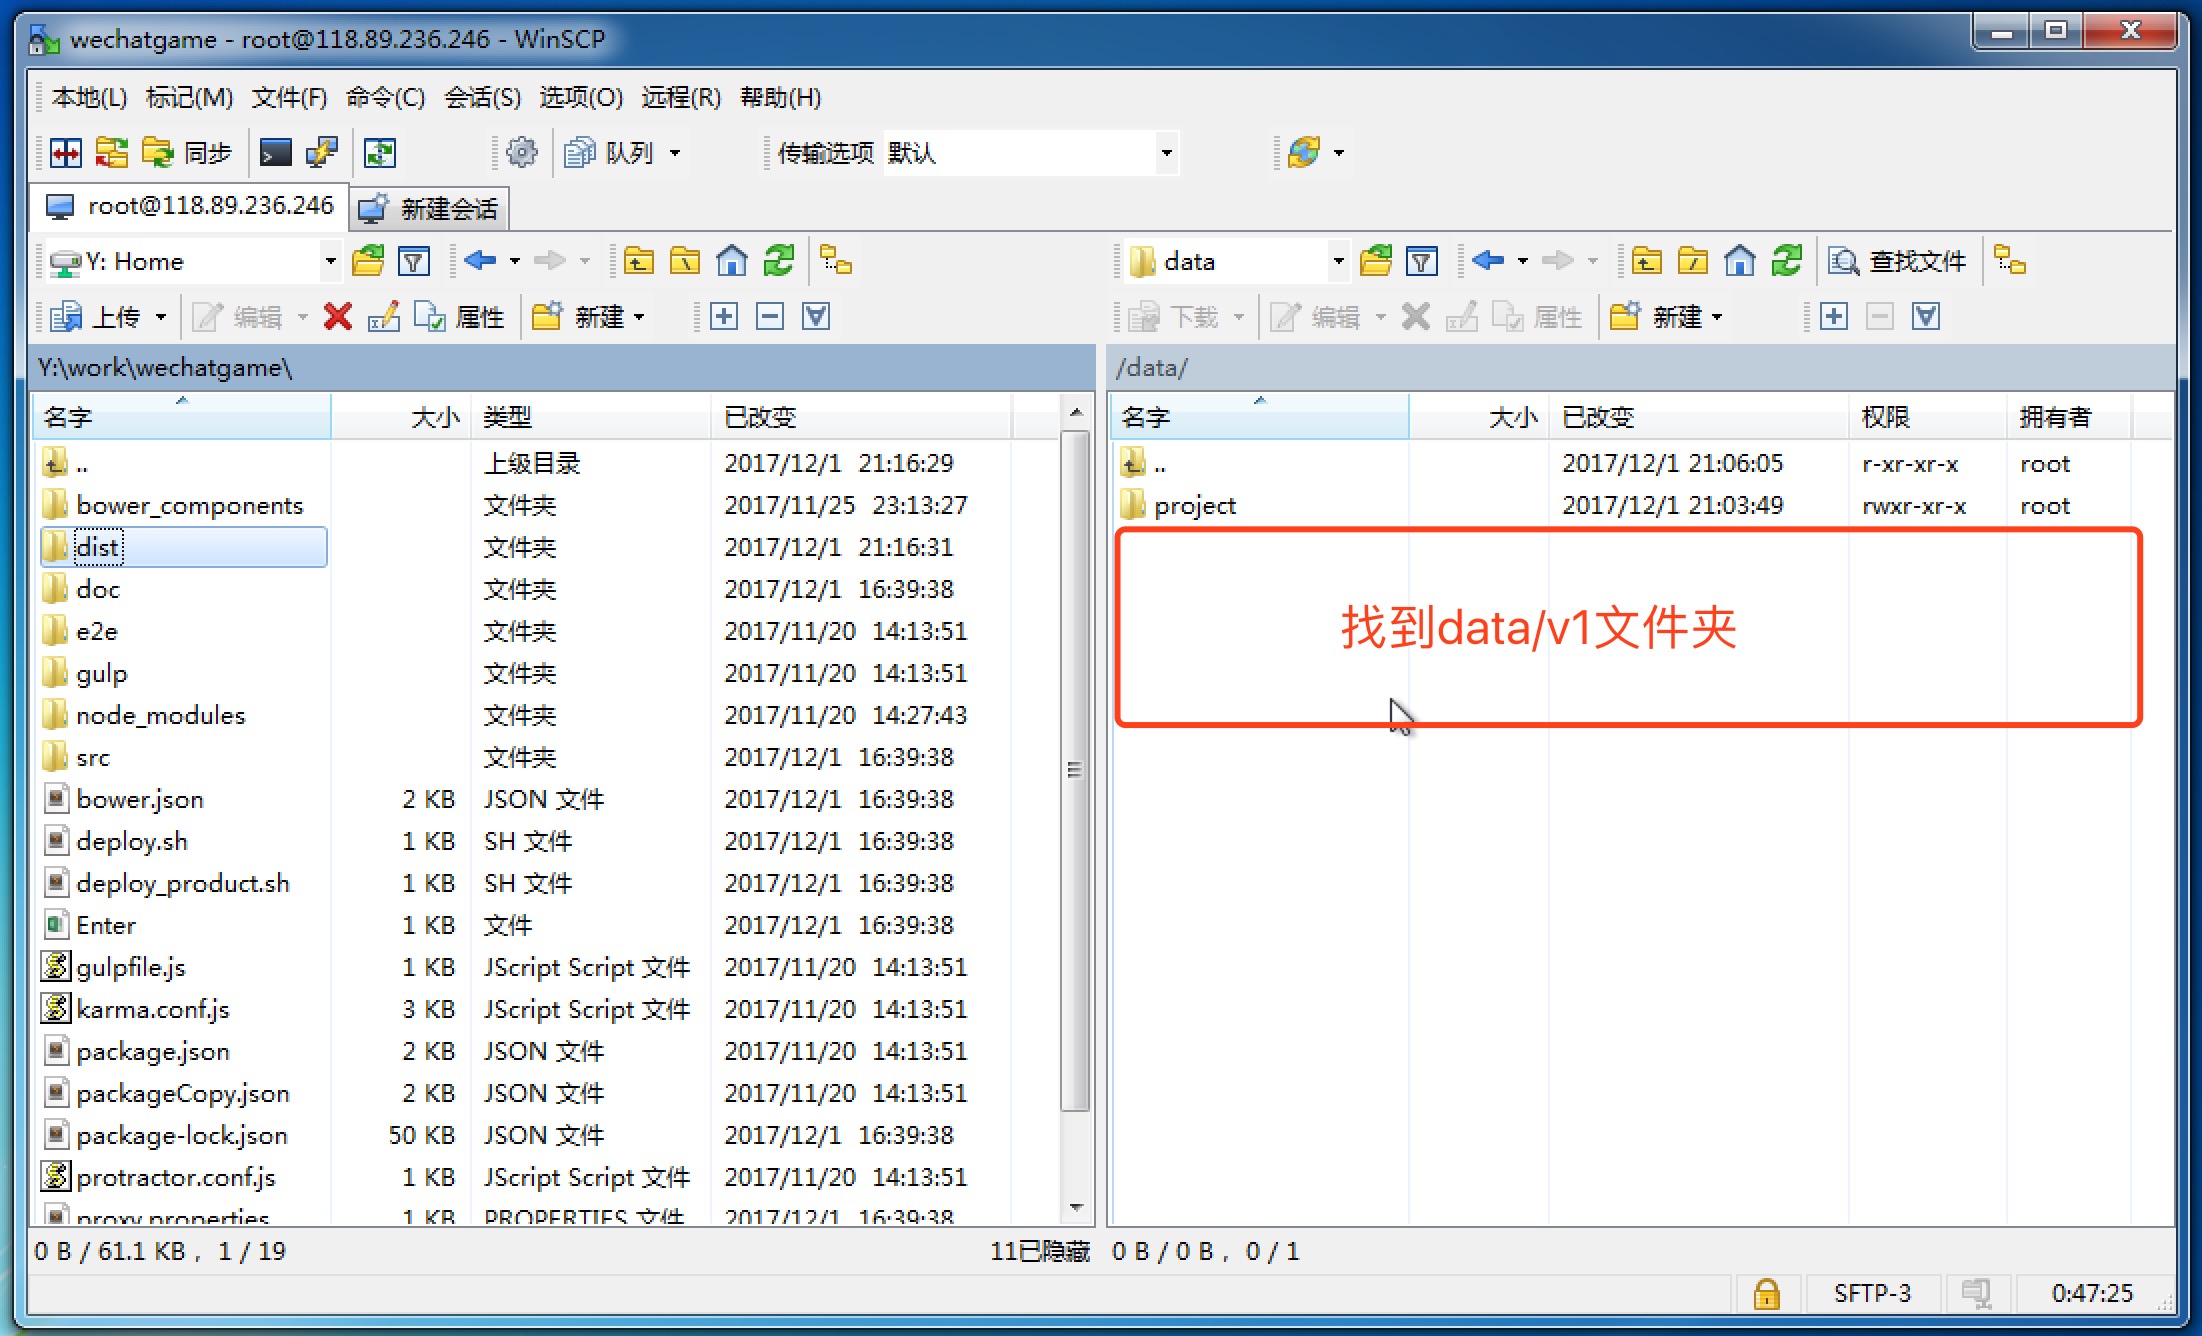 wechatgame - root@118.89.236.246 - WinSCP
本地(L) 标记(M) 文件(F) 命令(C) 会话(S) 选项(O) 远程(R) 帮助(H)
同步 队列 传输选项 默认
root@118.89.236.246 新建会话
Y: Home data 查找文件
上传 编辑 属性 新建 下载 编辑 属性 新建
Y:\work\wechatgame\ /data/
名字 大小 类型 已改变 名字 大小 已改变 权限 拥有者
.. 上级目录 2017/12/1 21:16:29 .. 2017/12/1 21:06:05 r-xr-xr-x root
bower_components 文件夹 2017/11/25 23:13:27 project 2017/12/1 21:03:49 rwxr-xr-x root
dist 文件夹 2017/12/1 21:16:31
doc 文件夹 2017/12/1 16:39:38
e2e 文件夹 2017/11/20 14:13:51
找到data/v1文件夹
gulp 文件夹 2017/11/20 14:13:51
node_modules 文件夹 2017/11/20 14:27:43
src 文件夹 2017/12/1 16:39:38
bower.json 2 KB JSON 文件 2017/12/1 16:39:38
deploy.sh 1 KB SH 文件 2017/12/1 16:39:38
deploy_product.sh 1 KB SH 文件 2017/12/1 16:39:38
Enter 1 KB 文件 2017/12/1 16:39:38
gulpfile.js 1 KB JScript Script 文件 2017/11/20 14:13:51
karma.conf.js 3 KB JScript Script 文件 2017/11/20 14:13:51
package.json 2 KB JSON 文件 2017/11/20 14:13:51
packageCopy.json 2 KB JSON 文件 2017/11/20 14:13:51
package-lock.json 50 KB JSON 文件 2017/12/1 16:39:38
protractor.conf.js 1 KB JScript Script 文件 2017/11/20 14:13:51
proxy.properties 1 KB PROPERTIES 文件 2017/12/1 16:39:38
0 B / 61.1 KB , 1 / 19 11已隐藏 0 B / 0 B , 0 / 1
SFTP-3 0:47:25